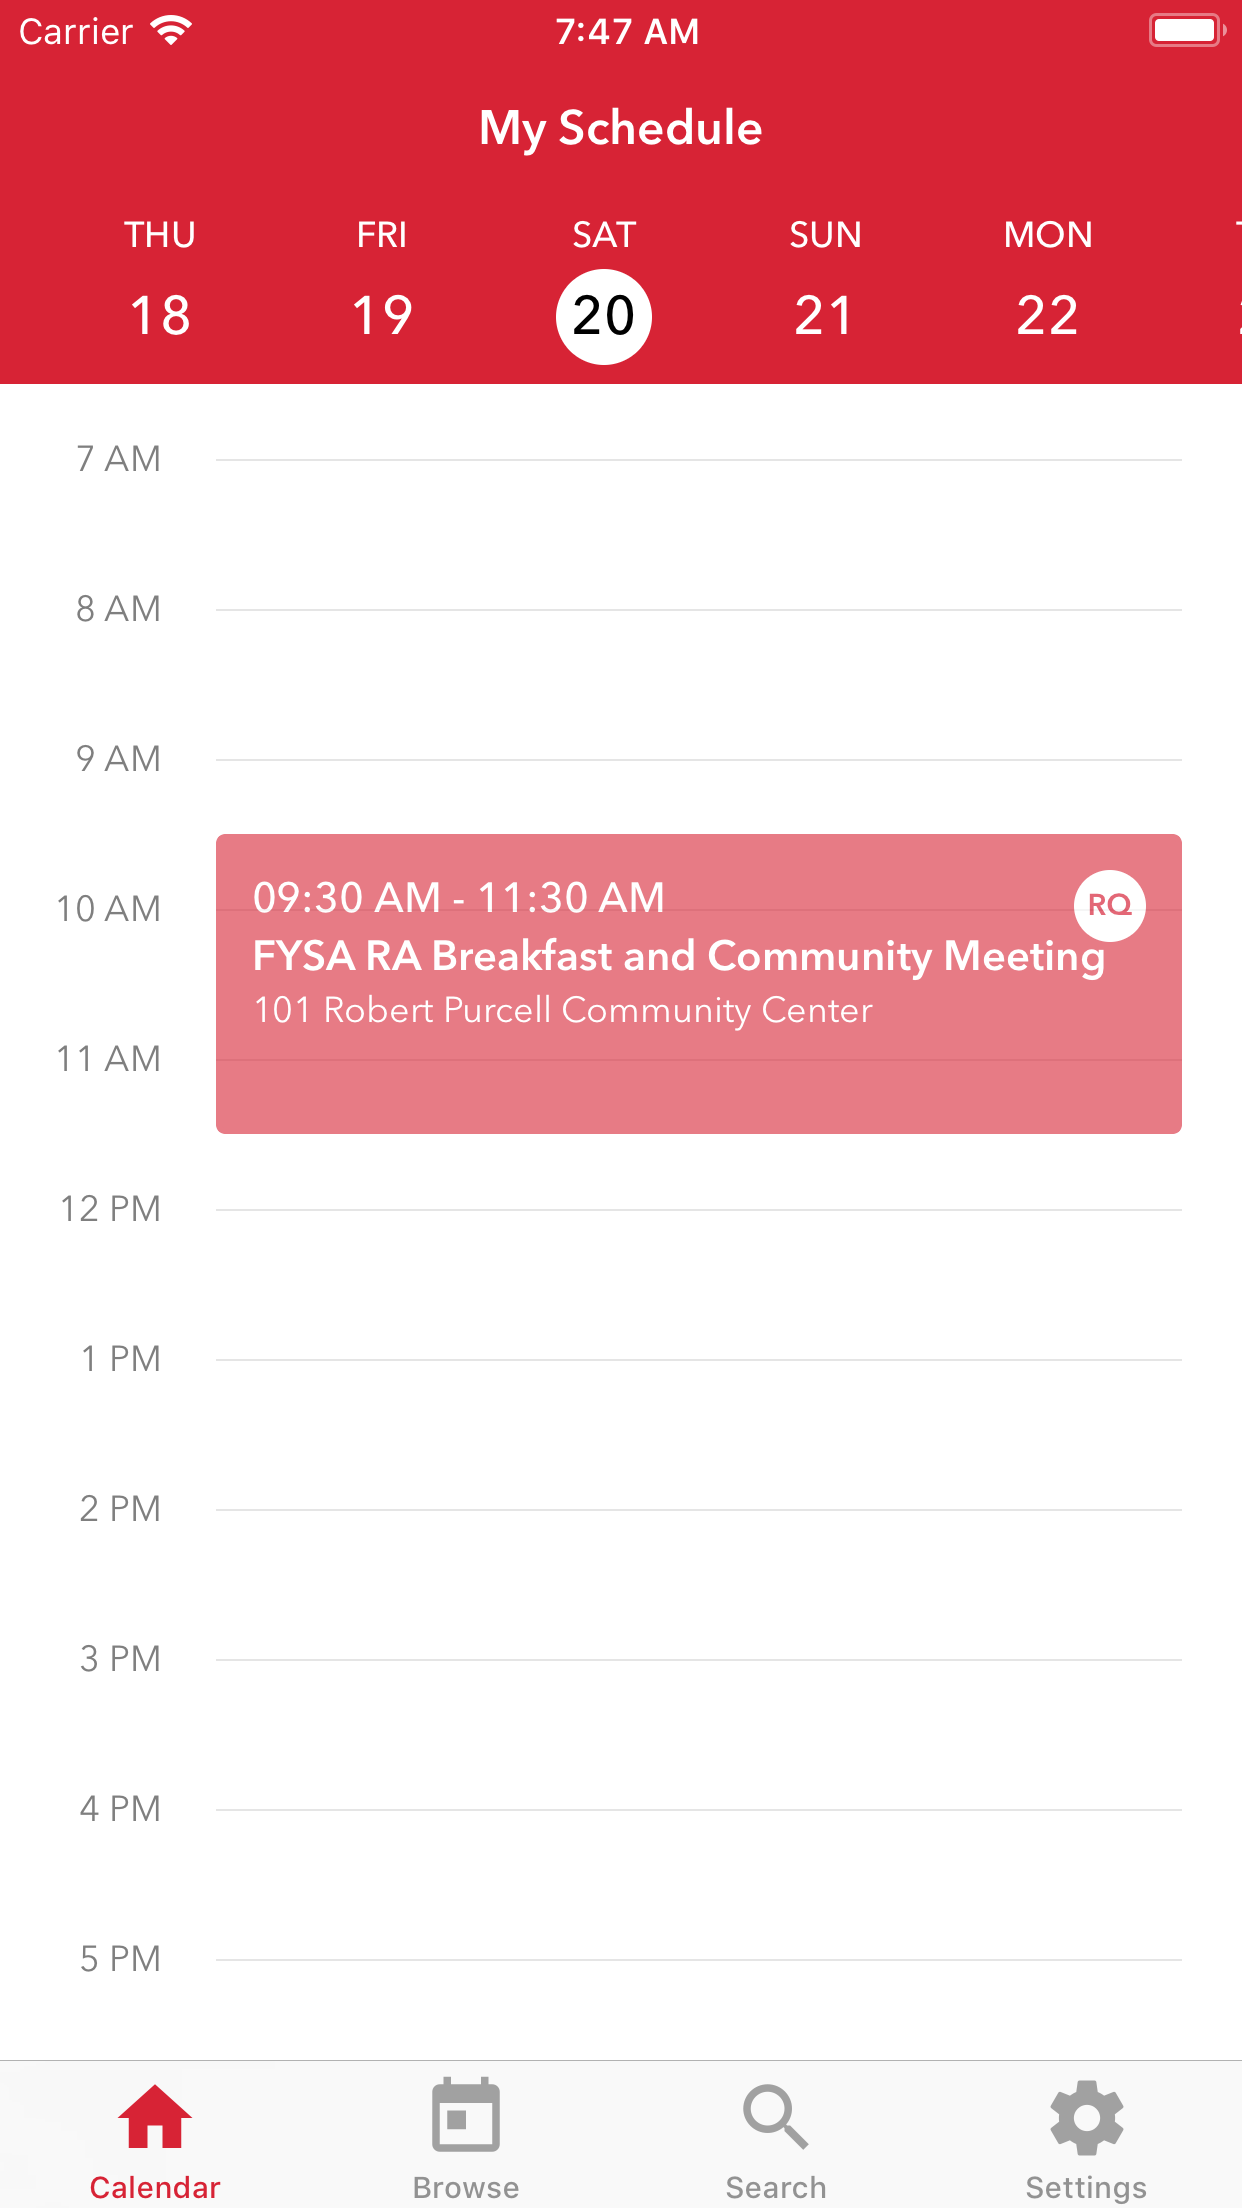 Carrier 7:47 AM
My Schedule
THU FRI SAT SUN MON
18 19 20 21 22
7 AM
8 AM
9 AM
09:30 AM - 11:30 AM RQ
10 AM
FYSA RA Breakfast and Community Meeting
101 Robert Purcell Community Center
11 AM
12 PM
1 PM
2 PM
3 PM
4 PM
5 PM
Calendar Browse Search Settings